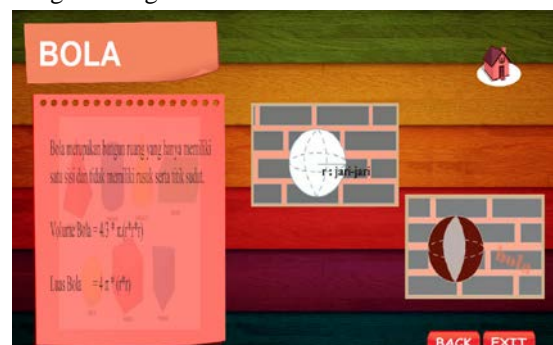 BOLA
Bola merupakan bangun ruang yang hanya memiliki
satu sisi dan tidak memiliki rusuk serta titik sudut.
Volume Bola = 4/3 * π.(r*r*r)
Luas Bola = 4 π * (r*r)
r : jari-jari
bola
BACK EXIT